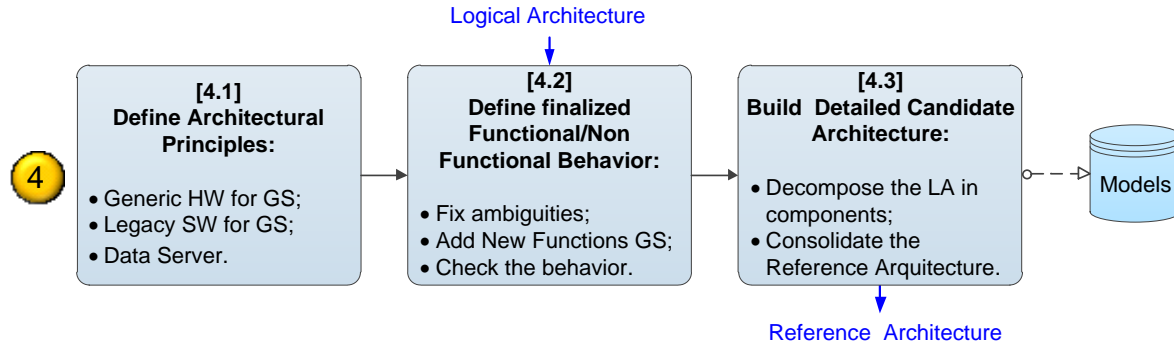 Logical Architecture
4
[4.1]
Define Architectural
Principles:
• Generic HW for GS;
• Legacy SW for GS;
• Data Server.
[4.2]
Define finalized
Functional/Non
Functional Behavior:
• Fix ambiguities;
• Add New Functions GS;
• Check the behavior.
[4.3]
Build Detailed Candidate
Architecture:
• Decompose the LA in
components;
• Consolidate the
Reference Arquitecture.
Models
Reference Architecture